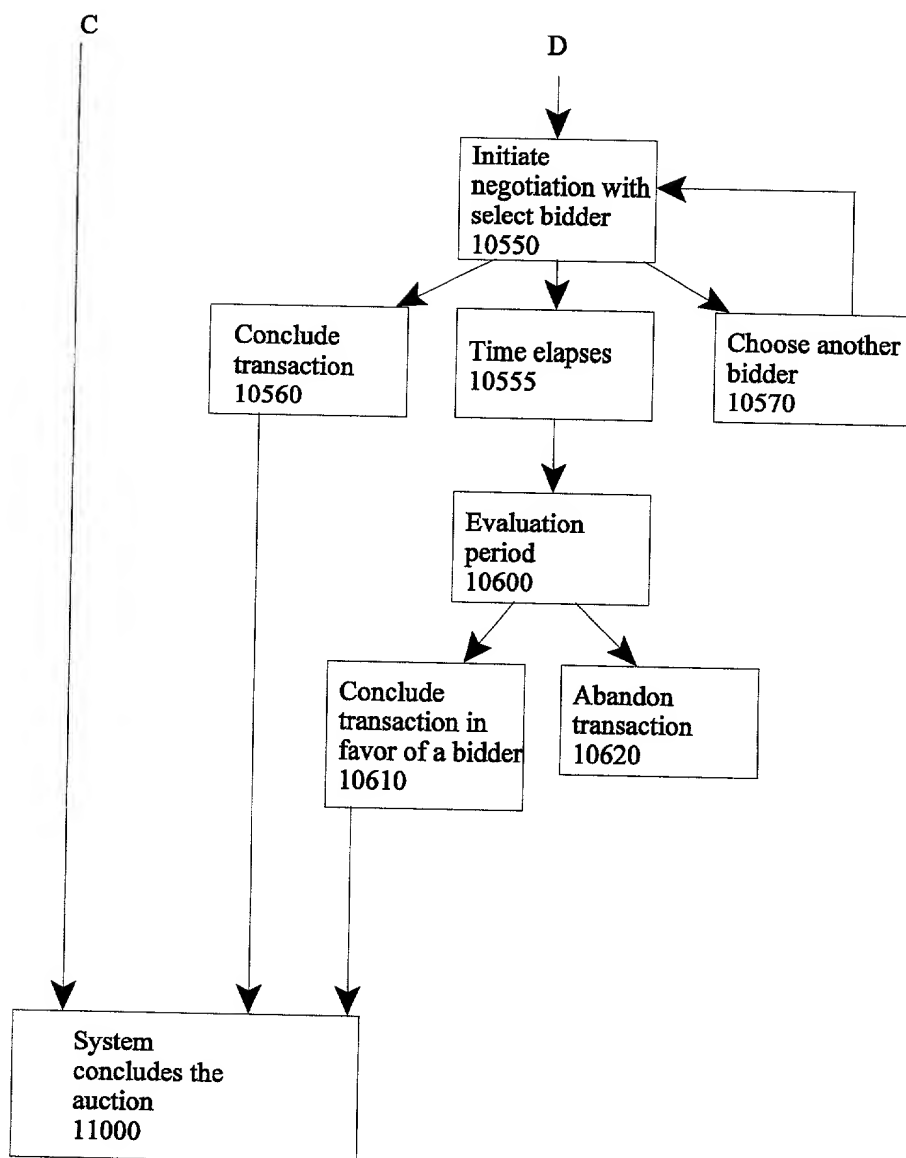 C
D
Initiate
negotiation with
select bidder
10550
Conclude
transaction
10560
Time elapses
10555
Choose another
bidder
10570
Evaluation
period
10600
Conclude
transaction in
favor of a bidder
10610
Abandon
transaction
10620
System
concludes the
auction
11000